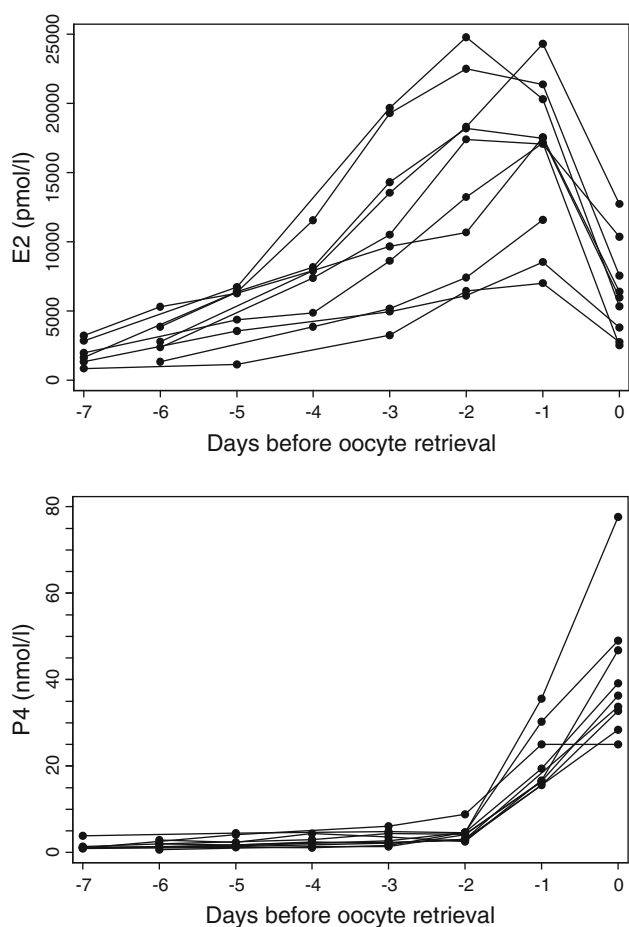 25000
20000
15000
10000
5000
0
E2 (pmol/l)
-7 -6 -5 -4 -3 -2 -1 0
Days before oocyte retrieval
80
60
40
20
0
P4 (nmol/l)
-7 -6 -5 -4 -3 -2 -1 0
Days before oocyte retrieval